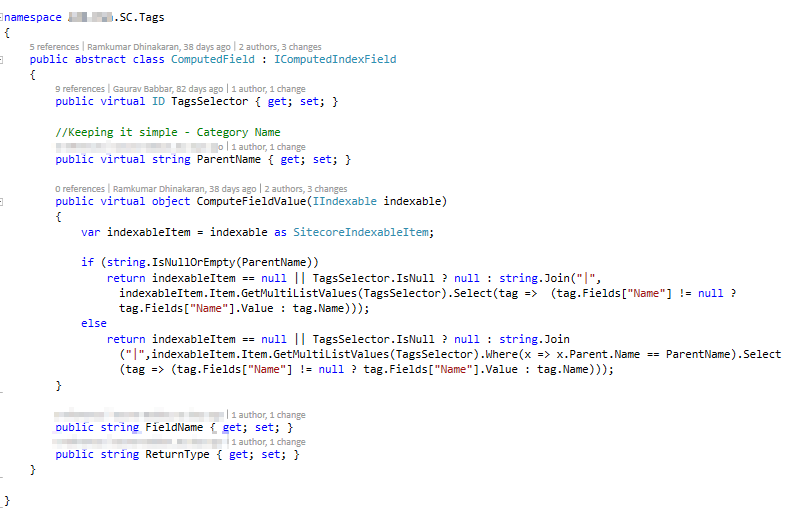 namespace .SC.Tags
{
5 references | Ramkumar Dhinakaran, 38 days ago | 2 authors, 3 changes
public abstract class ComputedField : IComputedIndexField
{
9 references | Gaurav Babbar, 82 days ago | 1 author, 1 change
public virtual ID TagsSelector { get; set; }
//Keeping it simple - Category Name
| 1 author, 1 change
public virtual string ParentName { get; set; }
0 references | Ramkumar Dhinakaran, 38 days ago | 2 authors, 3 changes
public virtual object ComputeFieldValue(IIndexable indexable)
{
var indexableItem = indexable as SitecoreIndexableItem;
if (string.IsNullOrEmpty(ParentName))
return indexableItem == null || TagsSelector.IsNull ? null : string.Join("|",
indexableItem.Item.GetMultiListValues(TagsSelector).Select(tag =>  (tag.Fields["Name"] != null ?
tag.Fields["Name"].Value : tag.Name)));
else
return indexableItem == null || TagsSelector.IsNull ? null : string.Join
("|",indexableItem.Item.GetMultiListValues(TagsSelector).Where(x => x.Parent.Name == ParentName).Select
(tag => (tag.Fields["Name"] != null ? tag.Fields["Name"].Value : tag.Name)));
}
| 1 author, 1 change
public string FieldName { get; set; }
| 1 author, 1 change
public string ReturnType { get; set; }
}
}